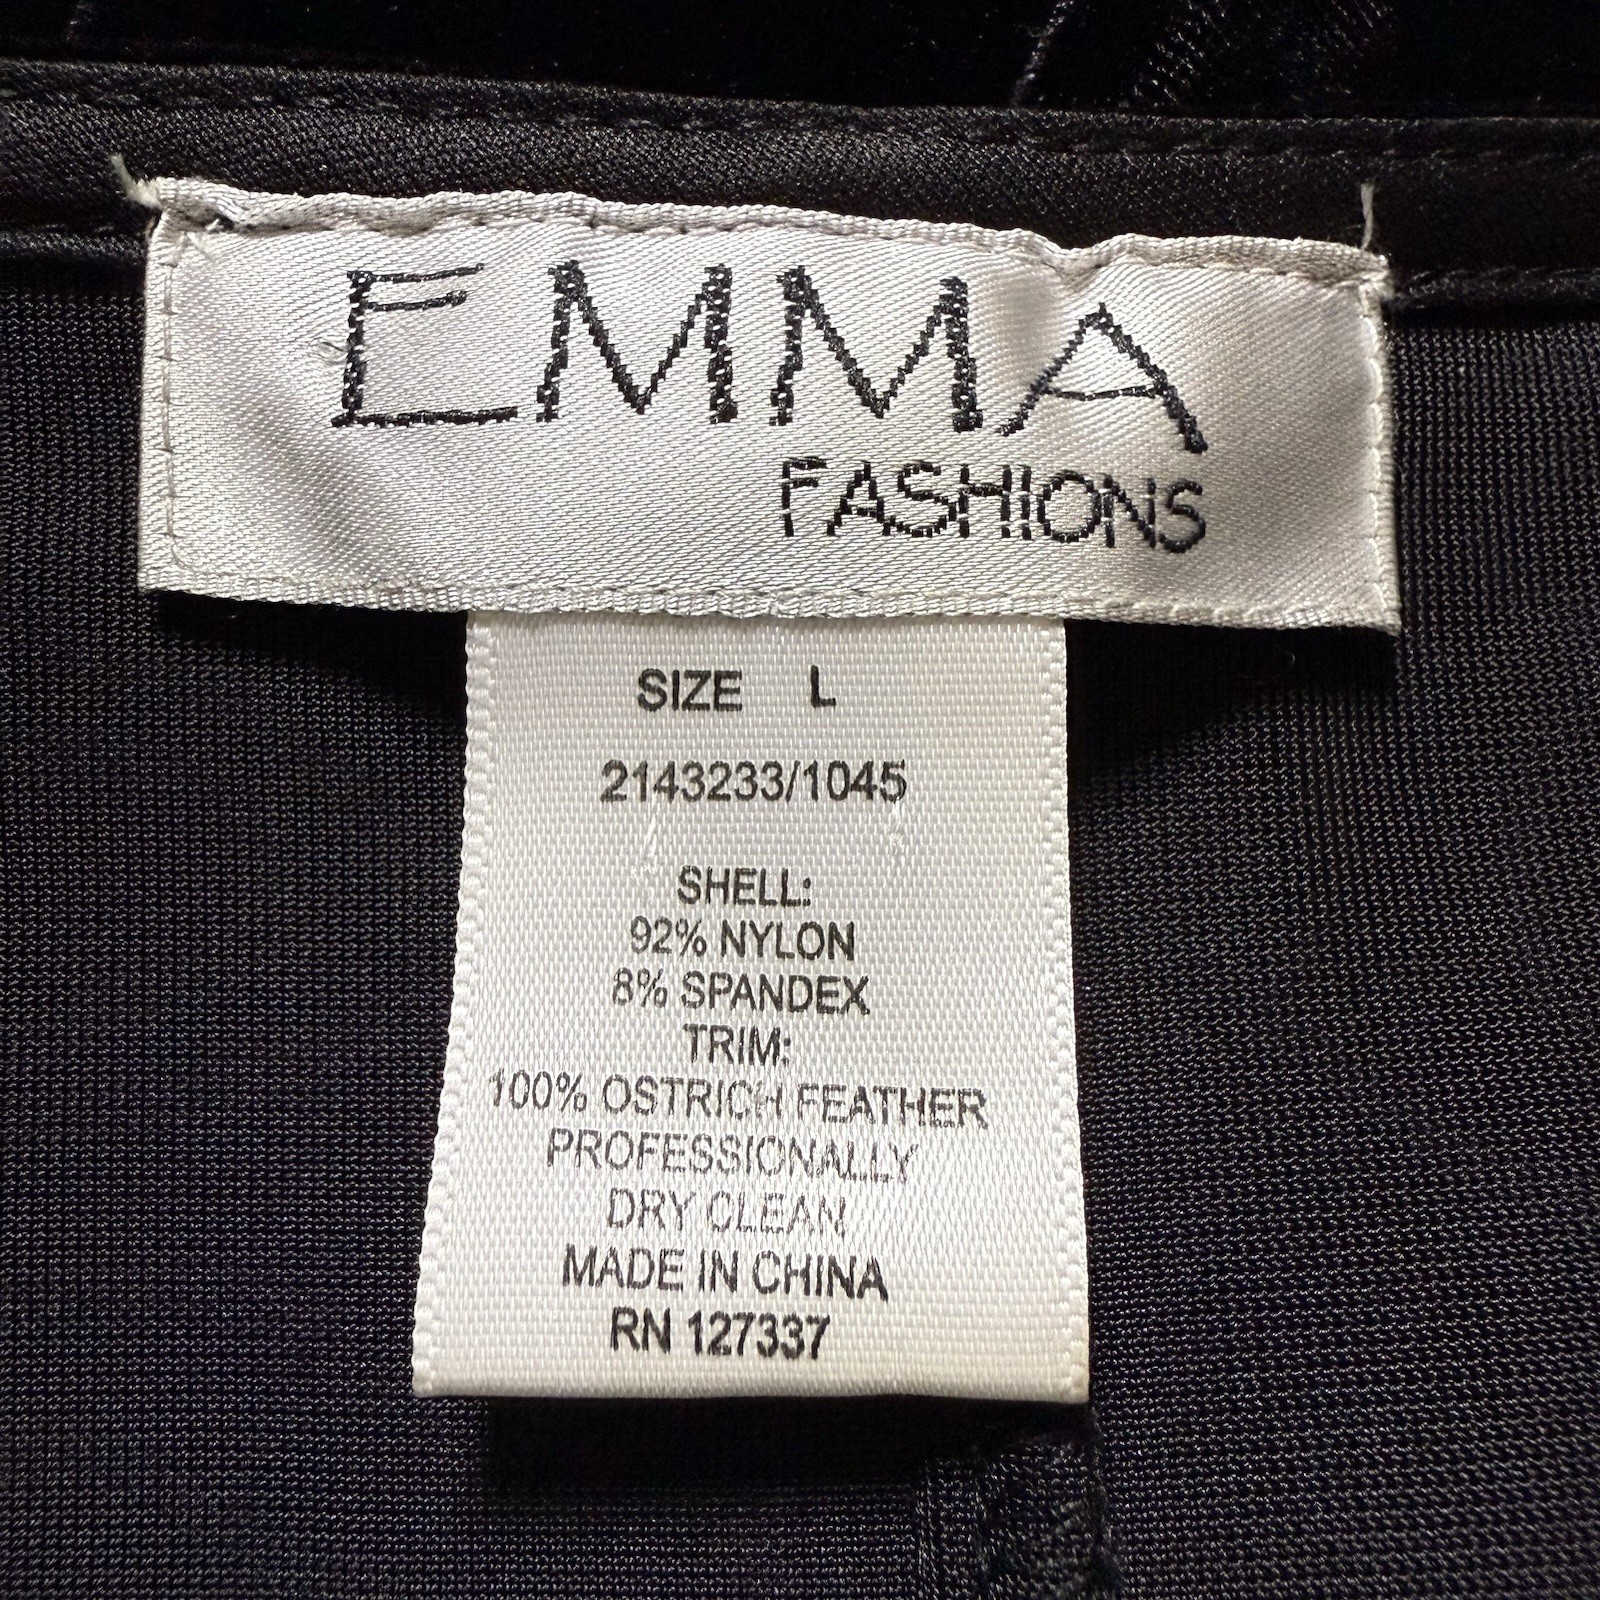 EMMA
FASHIONS
SIZE L
2143233/1045
SHELL:
92% NYLON
8% SPANDEX
TRIM:
100% OSTRICH FEATHER
PROFESSIONALLY
DRY CLEAN
MADE IN CHINA
RN 127337